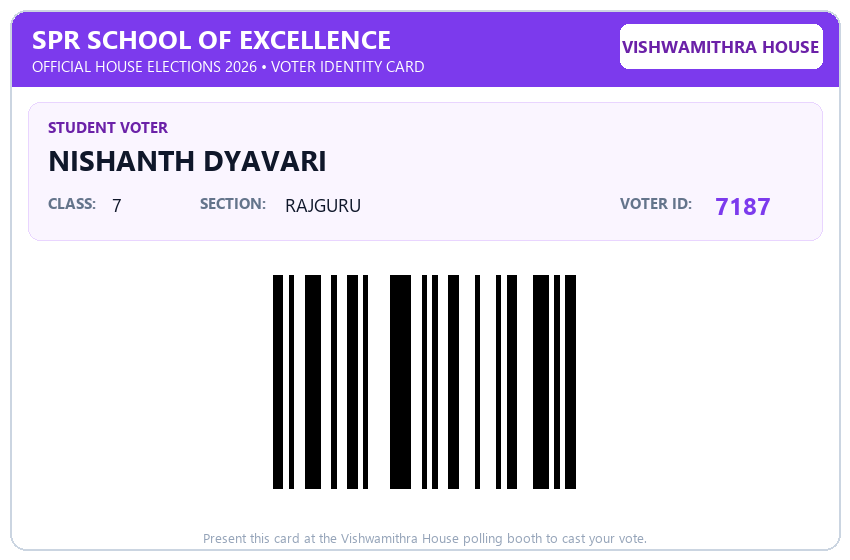 SPR SCHOOL OF EXCELLENCE
OFFICIAL HOUSE ELECTIONS 2026 • VOTER IDENTITY CARD
VISHWAMITHRA HOUSE
STUDENT VOTER
NISHANTH DYAVARI
CLASS: 7 SECTION: RAJGURU VOTER ID: 7187
Present this card at the Vishwamithra House polling booth to cast your vote.